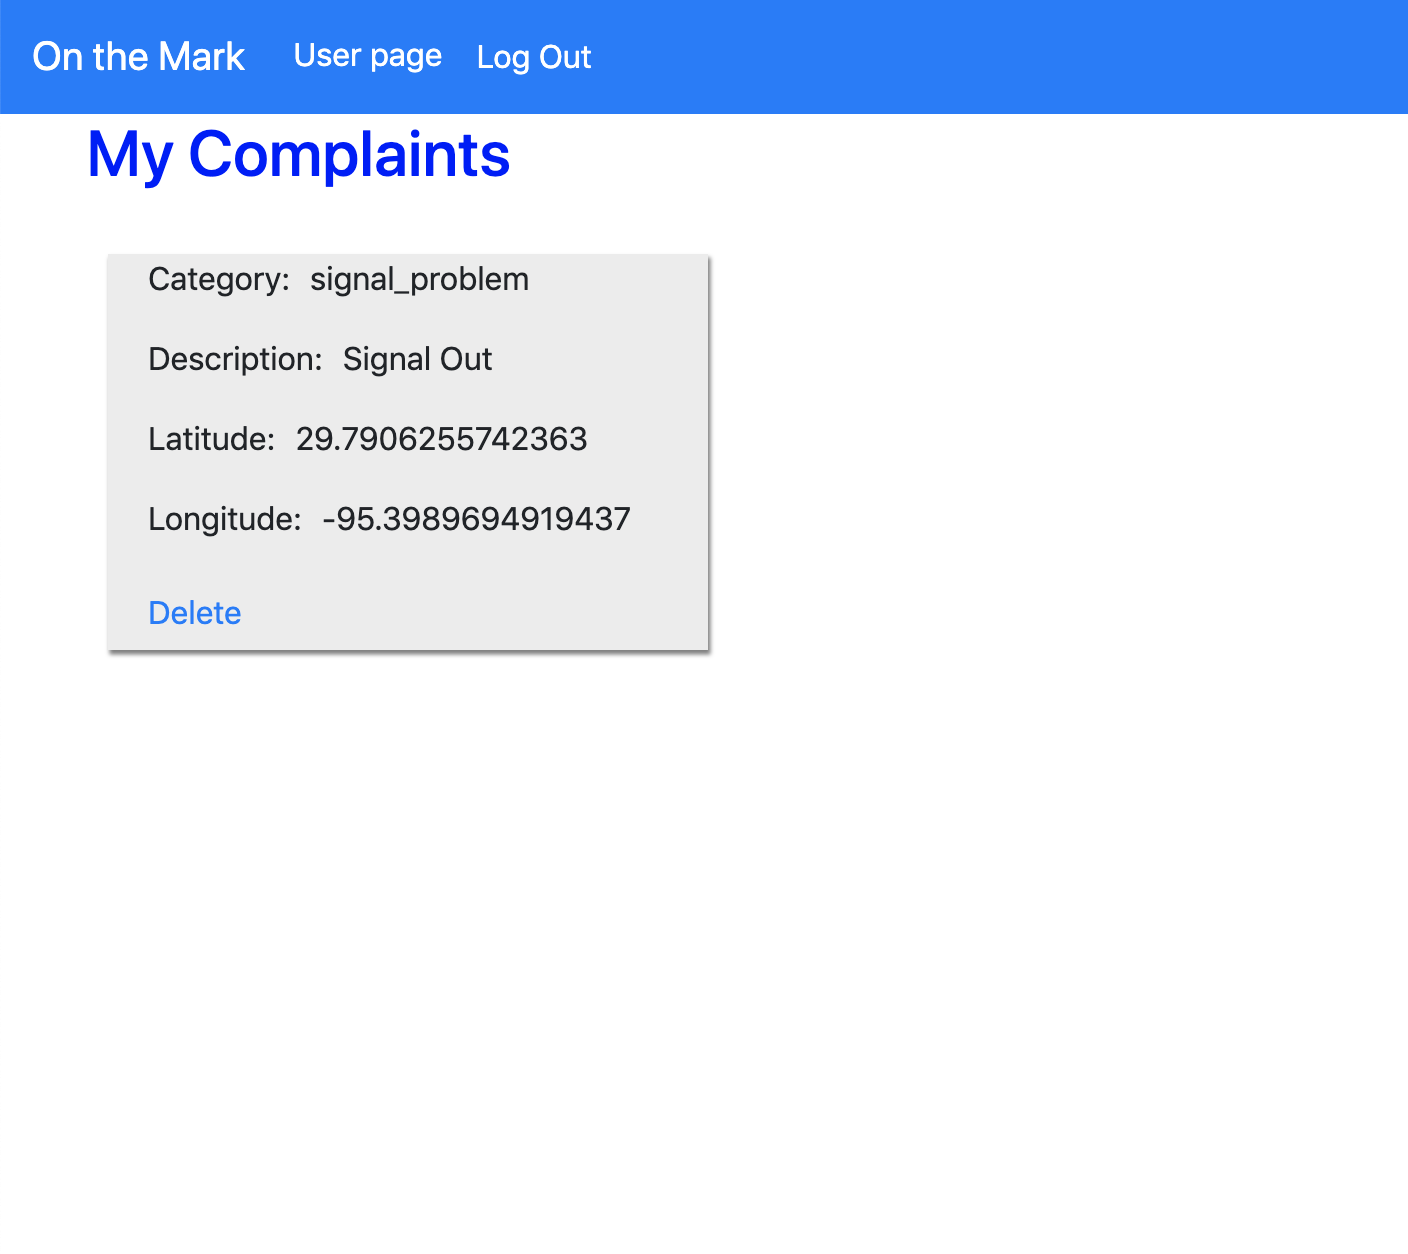 On the Mark User page Log Out
My Complaints
Category: signal_problem
Description: Signal Out
Latitude: 29.7906255742363
Longitude: -95.3989694919437
Delete